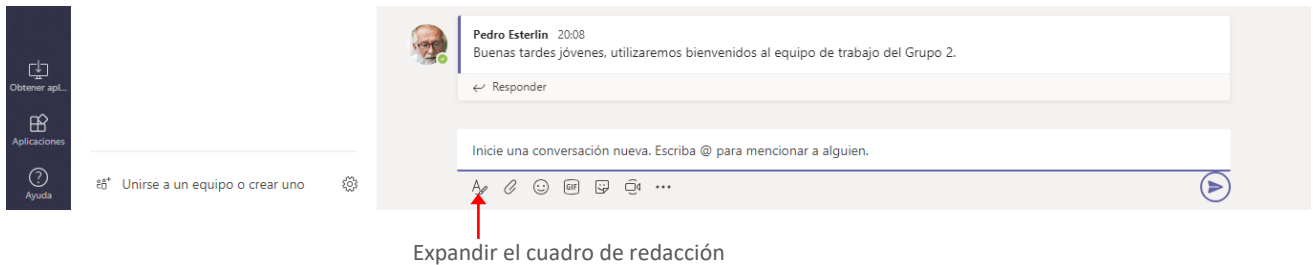 Pedro Esterlin 20:08
Buenas tardes jóvenes, utilizaremos bienvenidos al equipo de trabajo del Grupo 2.
Responder
Obtener apl...
Aplicaciones
Ayuda
Unirse a un equipo o crear uno
Inicie una conversación nueva. Escriba @ para mencionar a alguien.
GIF
Expandir el cuadro de redacción